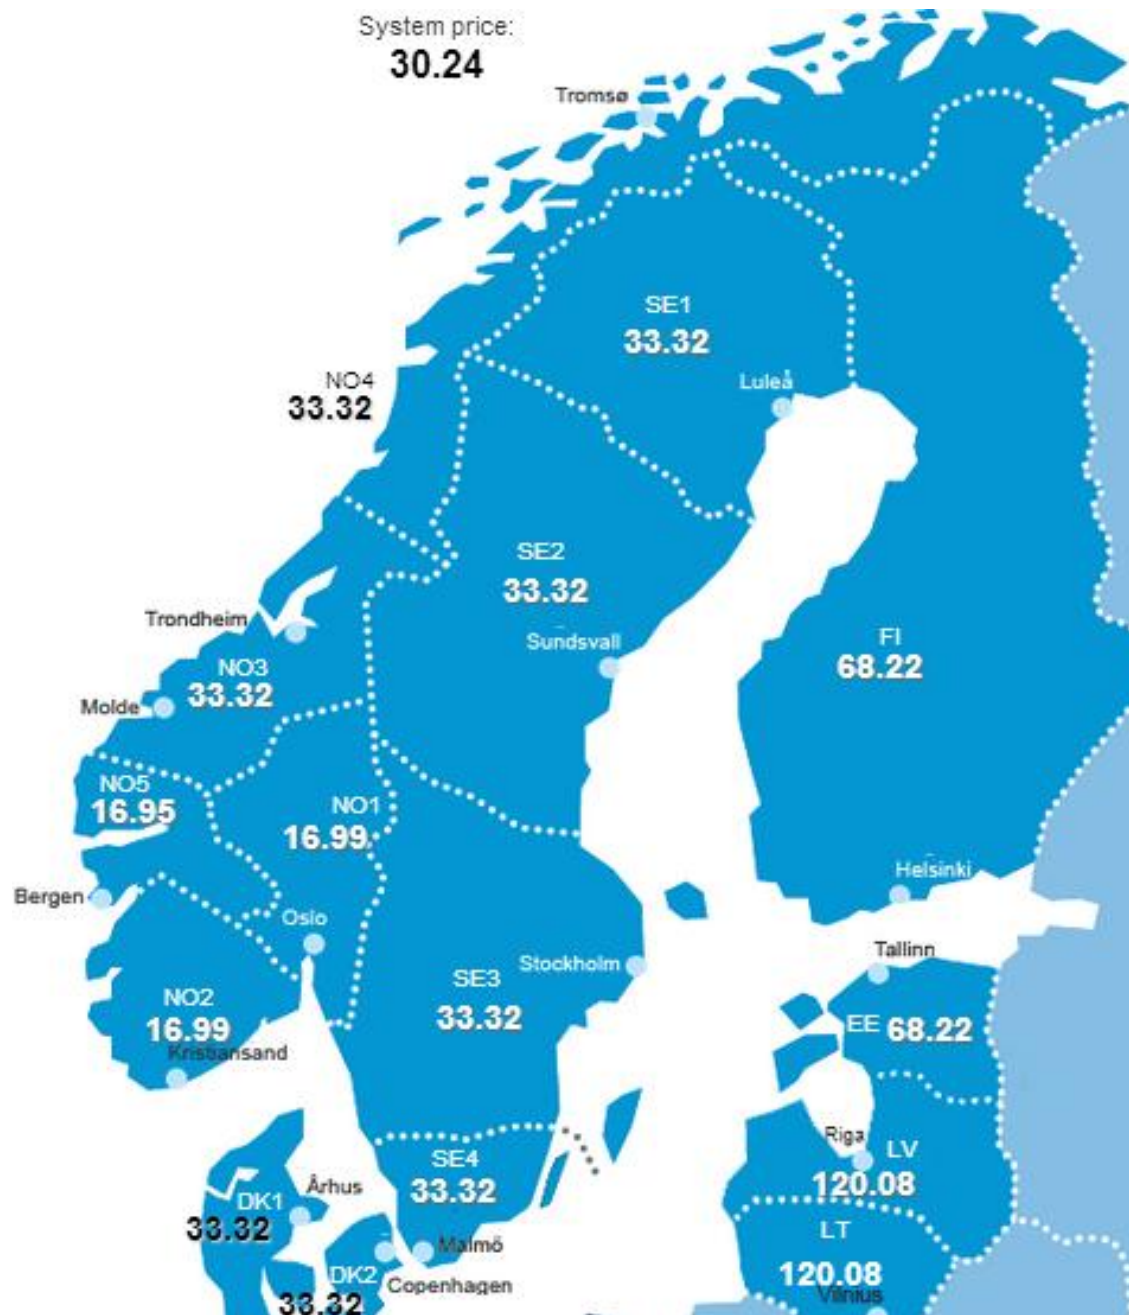 System price:
30.24
Tromsø
SE1
33.32
NO4
33.32
Luleå
SE2
33.32
Trondheim
Sundsvall
FI
68.22
NO3
33.32
Molde
NO5
16.95
NO1
16.99
Helsinki
Bergen
Oslo
Tallinn
Stockholm
SE3
33.32
NO2
16.99
Kristiansand
EE 68.22
Riga
LV
120.08
SE4
33.32
Århus
DK1
33.32
LT
120.08
Malmö
DK2
33.32
Copenhagen
Vilnius